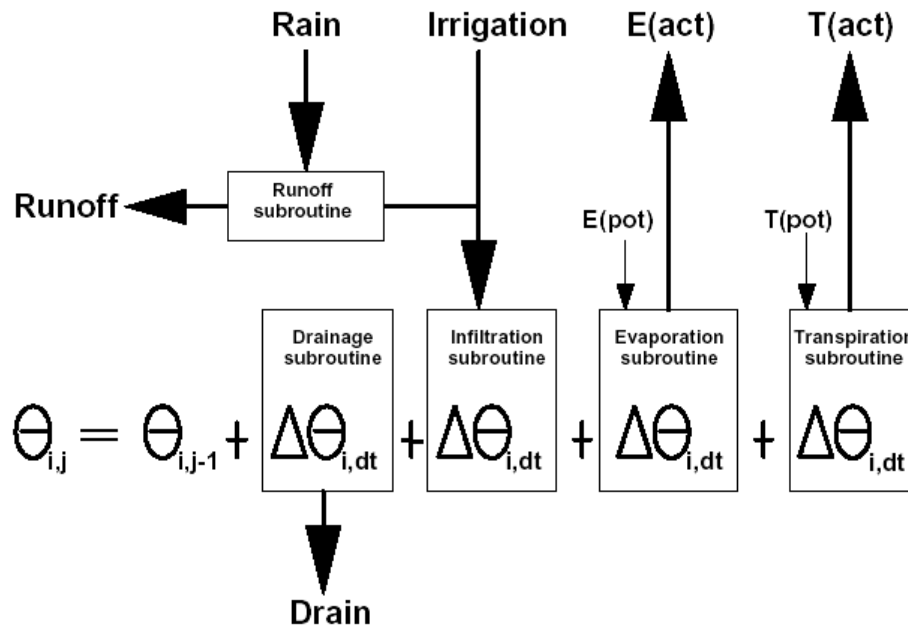 Rain Irrigation E(act) T(act)
Runoff
Runoff
subroutine
E(pot) T(pot)
Drainage
subroutine
Infiltration
subroutine
Evaporation
subroutine
Transpiration
subroutine
Θi,j = Θi,j-1 + ΔΘi,dt + ΔΘi,dt + ΔΘi,dt + ΔΘi,dt
Drain